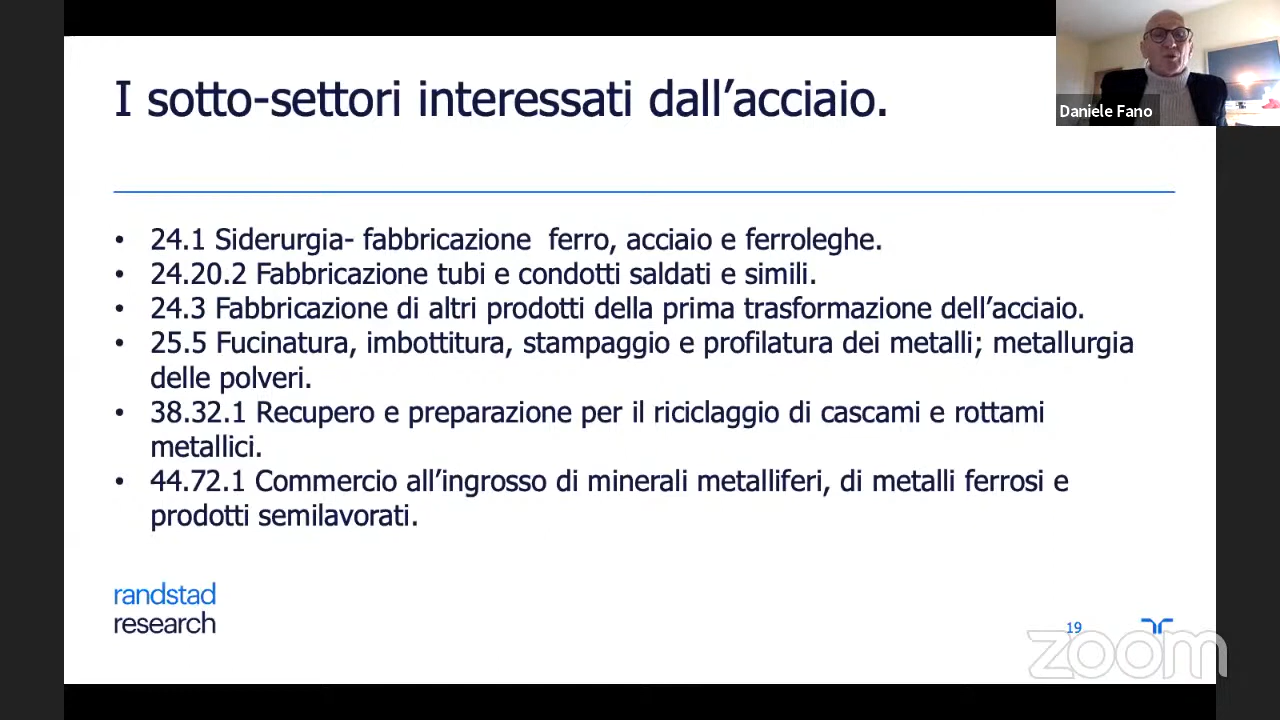 I sotto-settori interessati dall’acciaio.
Daniele Fano
• 24.1 Siderurgia- fabbricazione  ferro, acciaio e ferroleghe.
• 24.20.2 Fabbricazione tubi e condotti saldati e simili.
• 24.3 Fabbricazione di altri prodotti della prima trasformazione dell’acciaio.
• 25.5 Fucinatura, imbottitura, stampaggio e profilatura dei metalli; metallurgia
delle polveri.
• 38.32.1 Recupero e preparazione per il riciclaggio di cascami e rottami
metallici.
• 44.72.1 Commercio all’ingrosso di minerali metalliferi, di metalli ferrosi e
prodotti semilavorati.
randstad
research
19
zoom